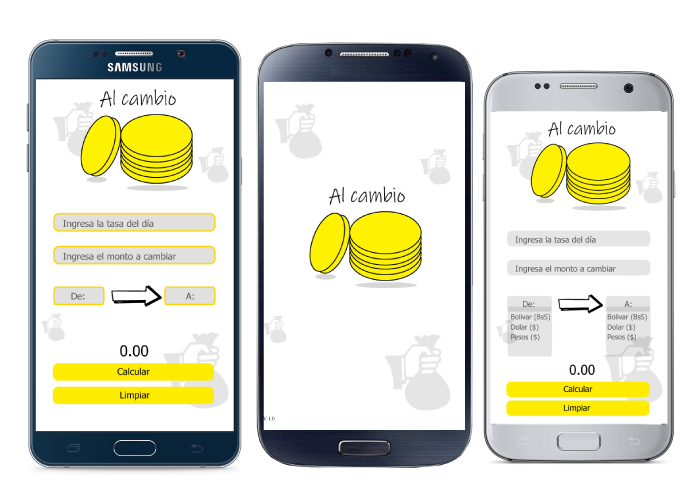 SAMSUNG
Al cambio
Ingresa la tasa del día
Ingresa el monto a cambiar
De: A:
0.00
Calcular
Limpiar
Al cambio
V 1.0
Al cambio
Ingresa la tasa del día
Ingresa el monto a cambiar
De: A:
Bolivar (BsS) Bolivar (BsS)
Dolar ($) Dolar ($)
Pesos ($) Pesos ($)
0.00
Calcular
Limpiar